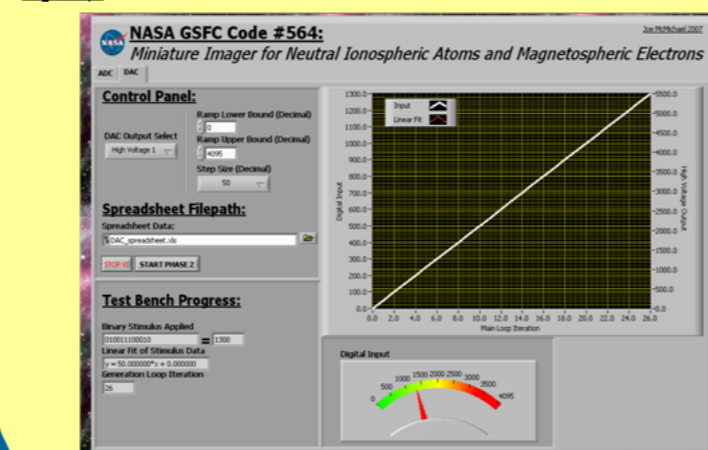 NASA GSFC Code #564:
Joe McMichael 2007
Miniature Imager for Neutral Ionospheric Atoms and Magnetospheric Electrons
NASA
ADC DAC
Control Panel:
Ramp Lower Bound (Decimal)
0
DAC Output Select
High Voltage 1
Ramp Upper Bound (Decimal)
4095
Step Size (Decimal)
50
Spreadsheet Filepath:
Spreadsheet Data:
DAC_spreadsheet.xls
STOP VI START PHASE 2
Test Bench Progress:
Binary Stimulus Applied
010011100010 = 1300
Linear Fit of Stimulus Data
y = 50.000000*x + 0.000000
Generation Loop Iteration
26
Input
Linear Fit
Digital Input
1300.0
1200.0
1100.0
1000.0
900.0
800.0
700.0
600.0
500.0
400.0
300.0
200.0
100.0
0.0
5500.0
5000.0
4500.0
4000.0
3500.0
3000.0
2500.0
2000.0
1500.0
1000.0
500.0
0.0
High Voltage Output
0.0 2.0 4.0 6.0 8.0 10.0 12.0 14.0 16.0 18.0 20.0 22.0 24.0 26.0
Main Loop Iteration
Digital Input
0 500 1000 1500 2000 2500 3000 3500 4095